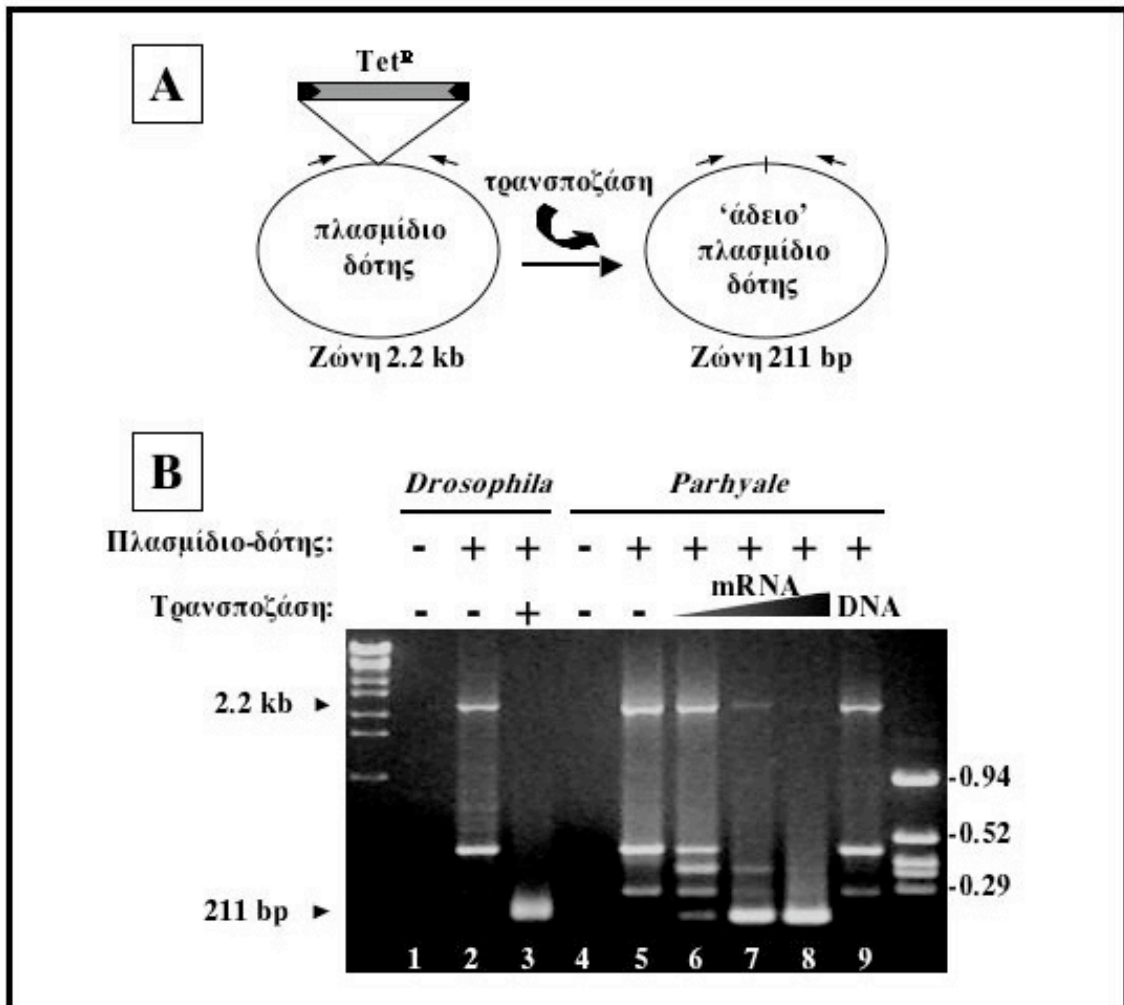 A
Tet^R
τρανσποζάση
πλασμίδιο
δότης
‘άδειο’
πλασμίδιο
δότης
Ζώνη 2.2 kb
Ζώνη 211 bp
B
Drosophila
Parhyale
Πλασμίδιο-δότης: - + + - + + + + +
mRNA
Τρανσποζάση: - - + - - DNA
2.2 kb
-0.94
-0.52
-0.29
211 bp
1 2 3 4 5 6 7 8 9